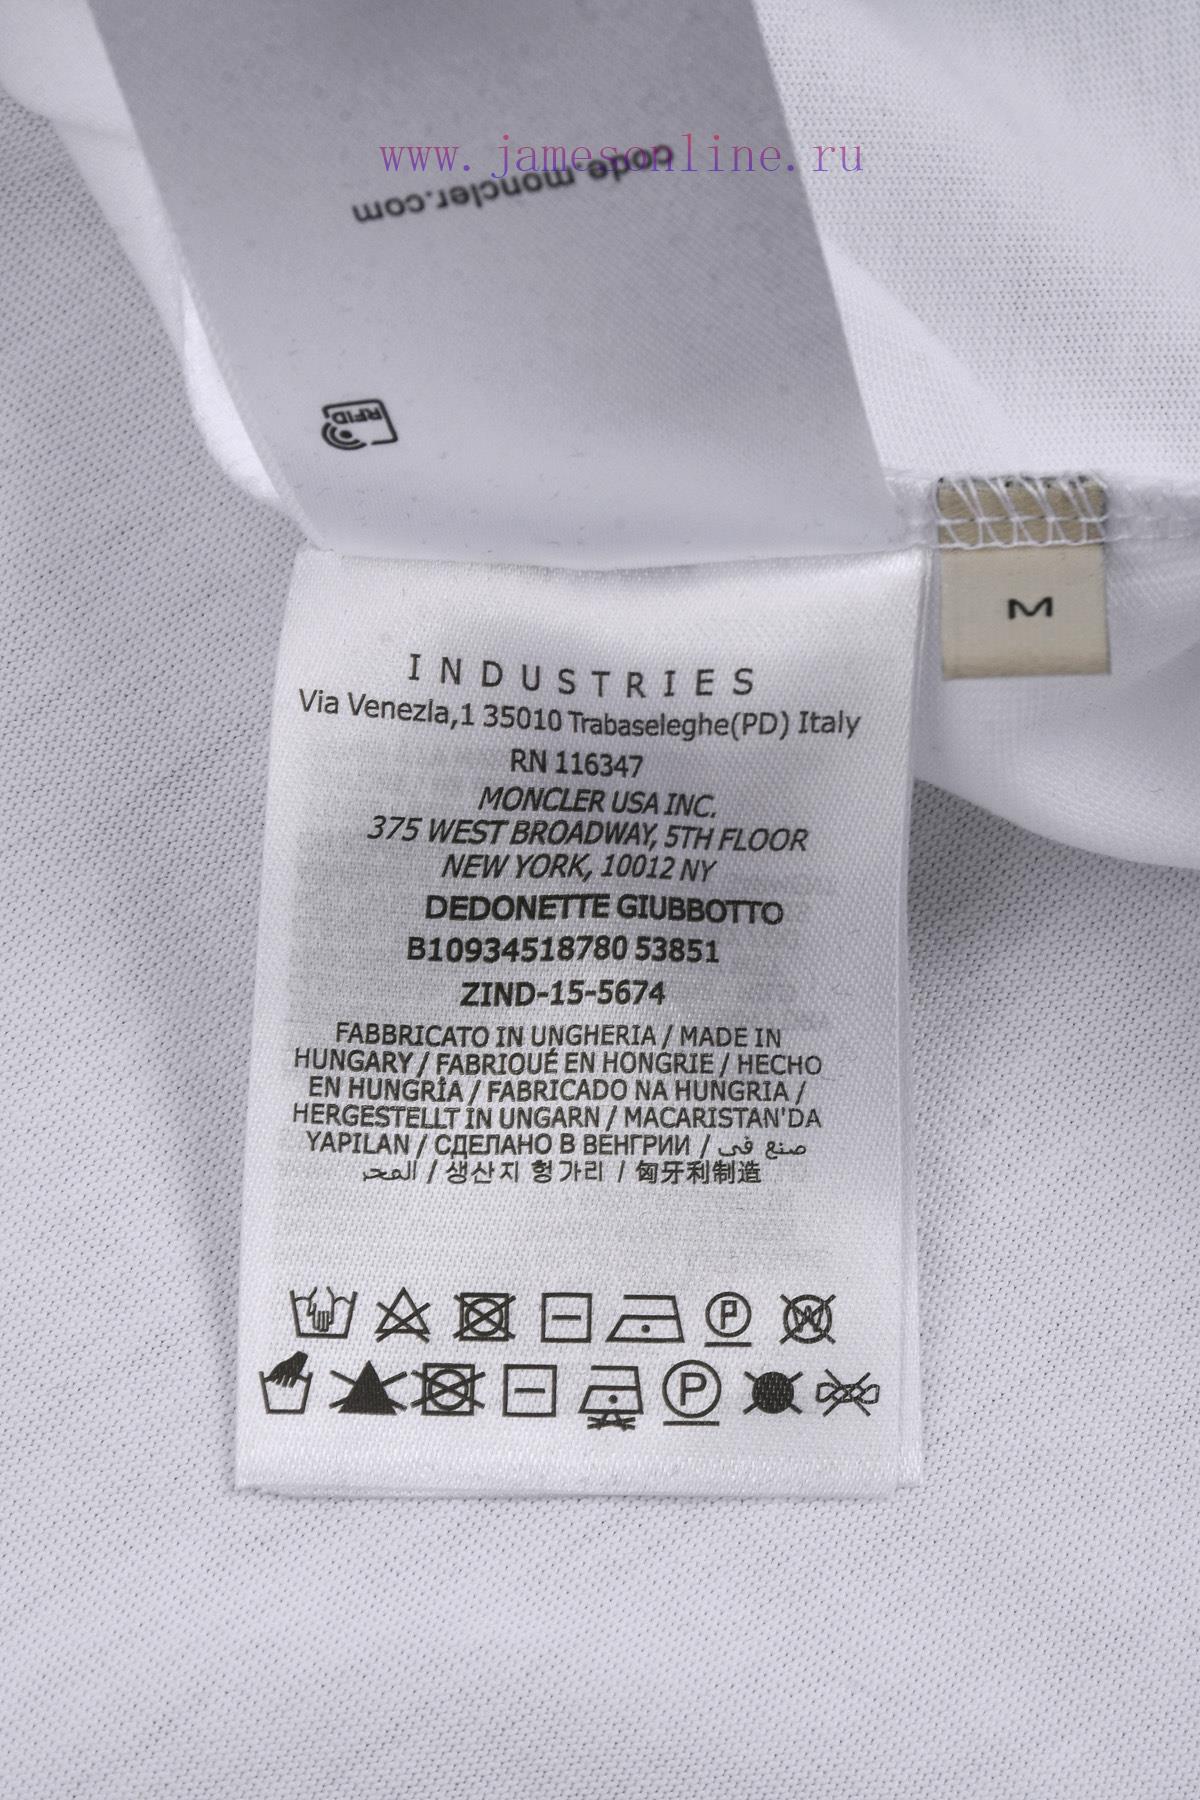 www.jamesonline.ru
code.moncler.com
RFID
M
INDUSTRIES
Via Venezla,1 35010 Trabaseleghe(PD) Italy
RN 116347
MONCLER USA INC.
375 WEST BROADWAY, 5TH FLOOR
NEW YORK, 10012 NY
DEDONETTE GIUBBOTTO
B10934518780 53851
ZIND-15-5674
FABBRICATO IN UNGHERIA / MADE IN
HUNGARY / FABRIQUÉ EN HONGRIE / HECHO
EN HUNGRÎA / FABRICADO NA HUNGRIA /
HERGESTELLT IN UNGARN / MACARISTAN'DA
YAPILAN / СДЕЛАНО В ВЕНГРИИ / صنع في
المجر / 생산지 헝가리 / 匈牙利制造
P W
P